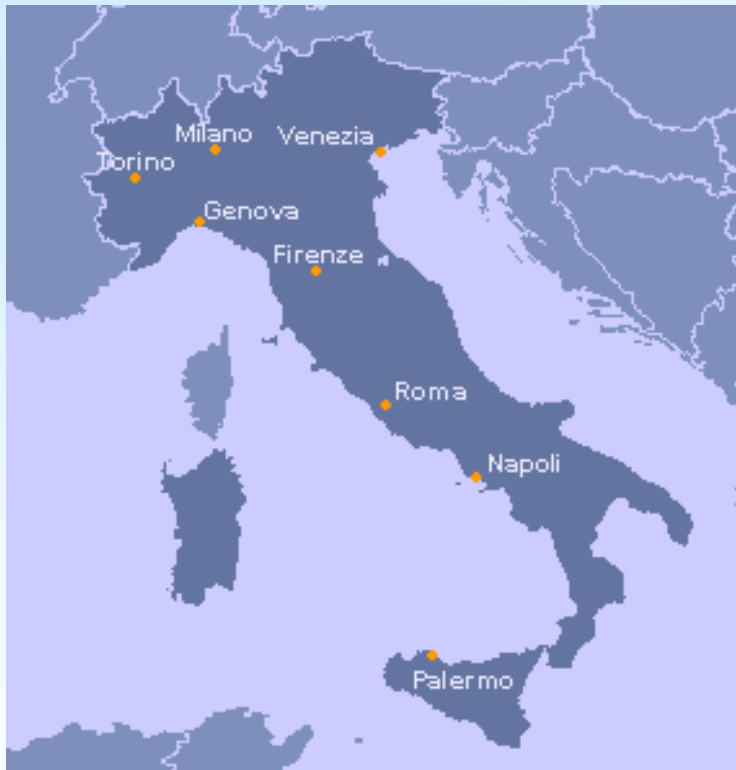 Milano
Venezia
Torino
Genova
Firenze
Roma
Napoli
Palermo